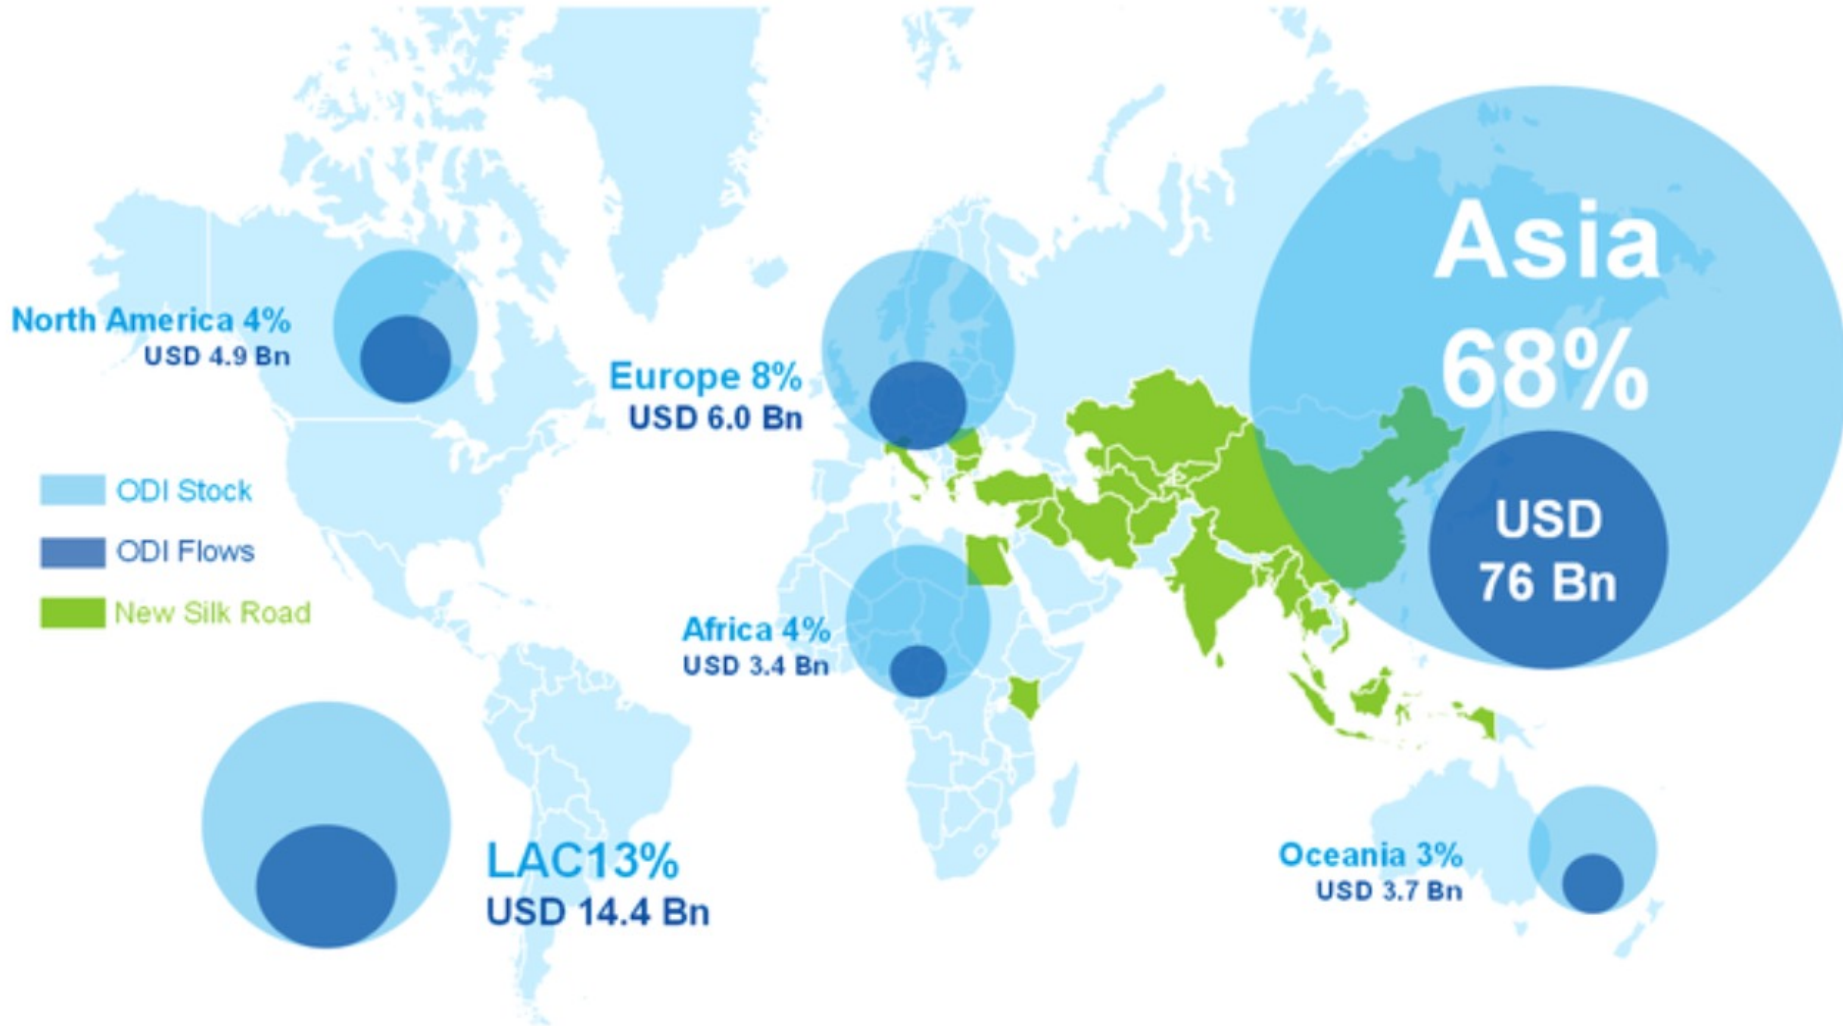 Asia
68%
USD
76 Bn
North America 4%
USD 4.9 Bn
Europe 8%
USD 6.0 Bn
ODI Stock
ODI Flows
New Silk Road
Africa 4%
USD 3.4 Bn
LAC13%
USD 14.4 Bn
Oceania 3%
USD 3.7 Bn